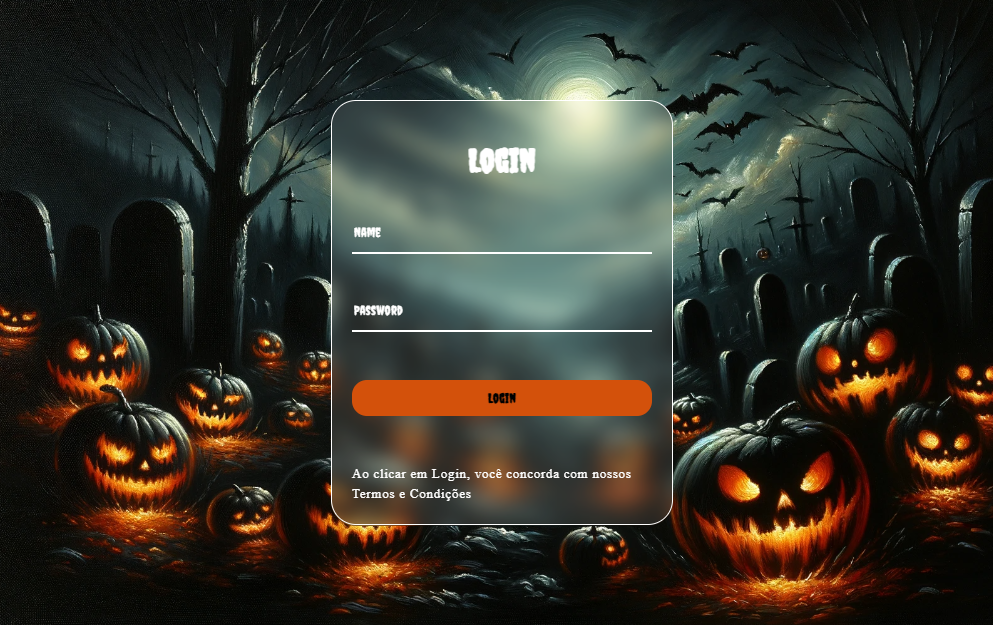 LOGIN
NAME
PASSWORD
LOGIN
Ao clicar em Login, você concorda com nossos
Termos e Condições